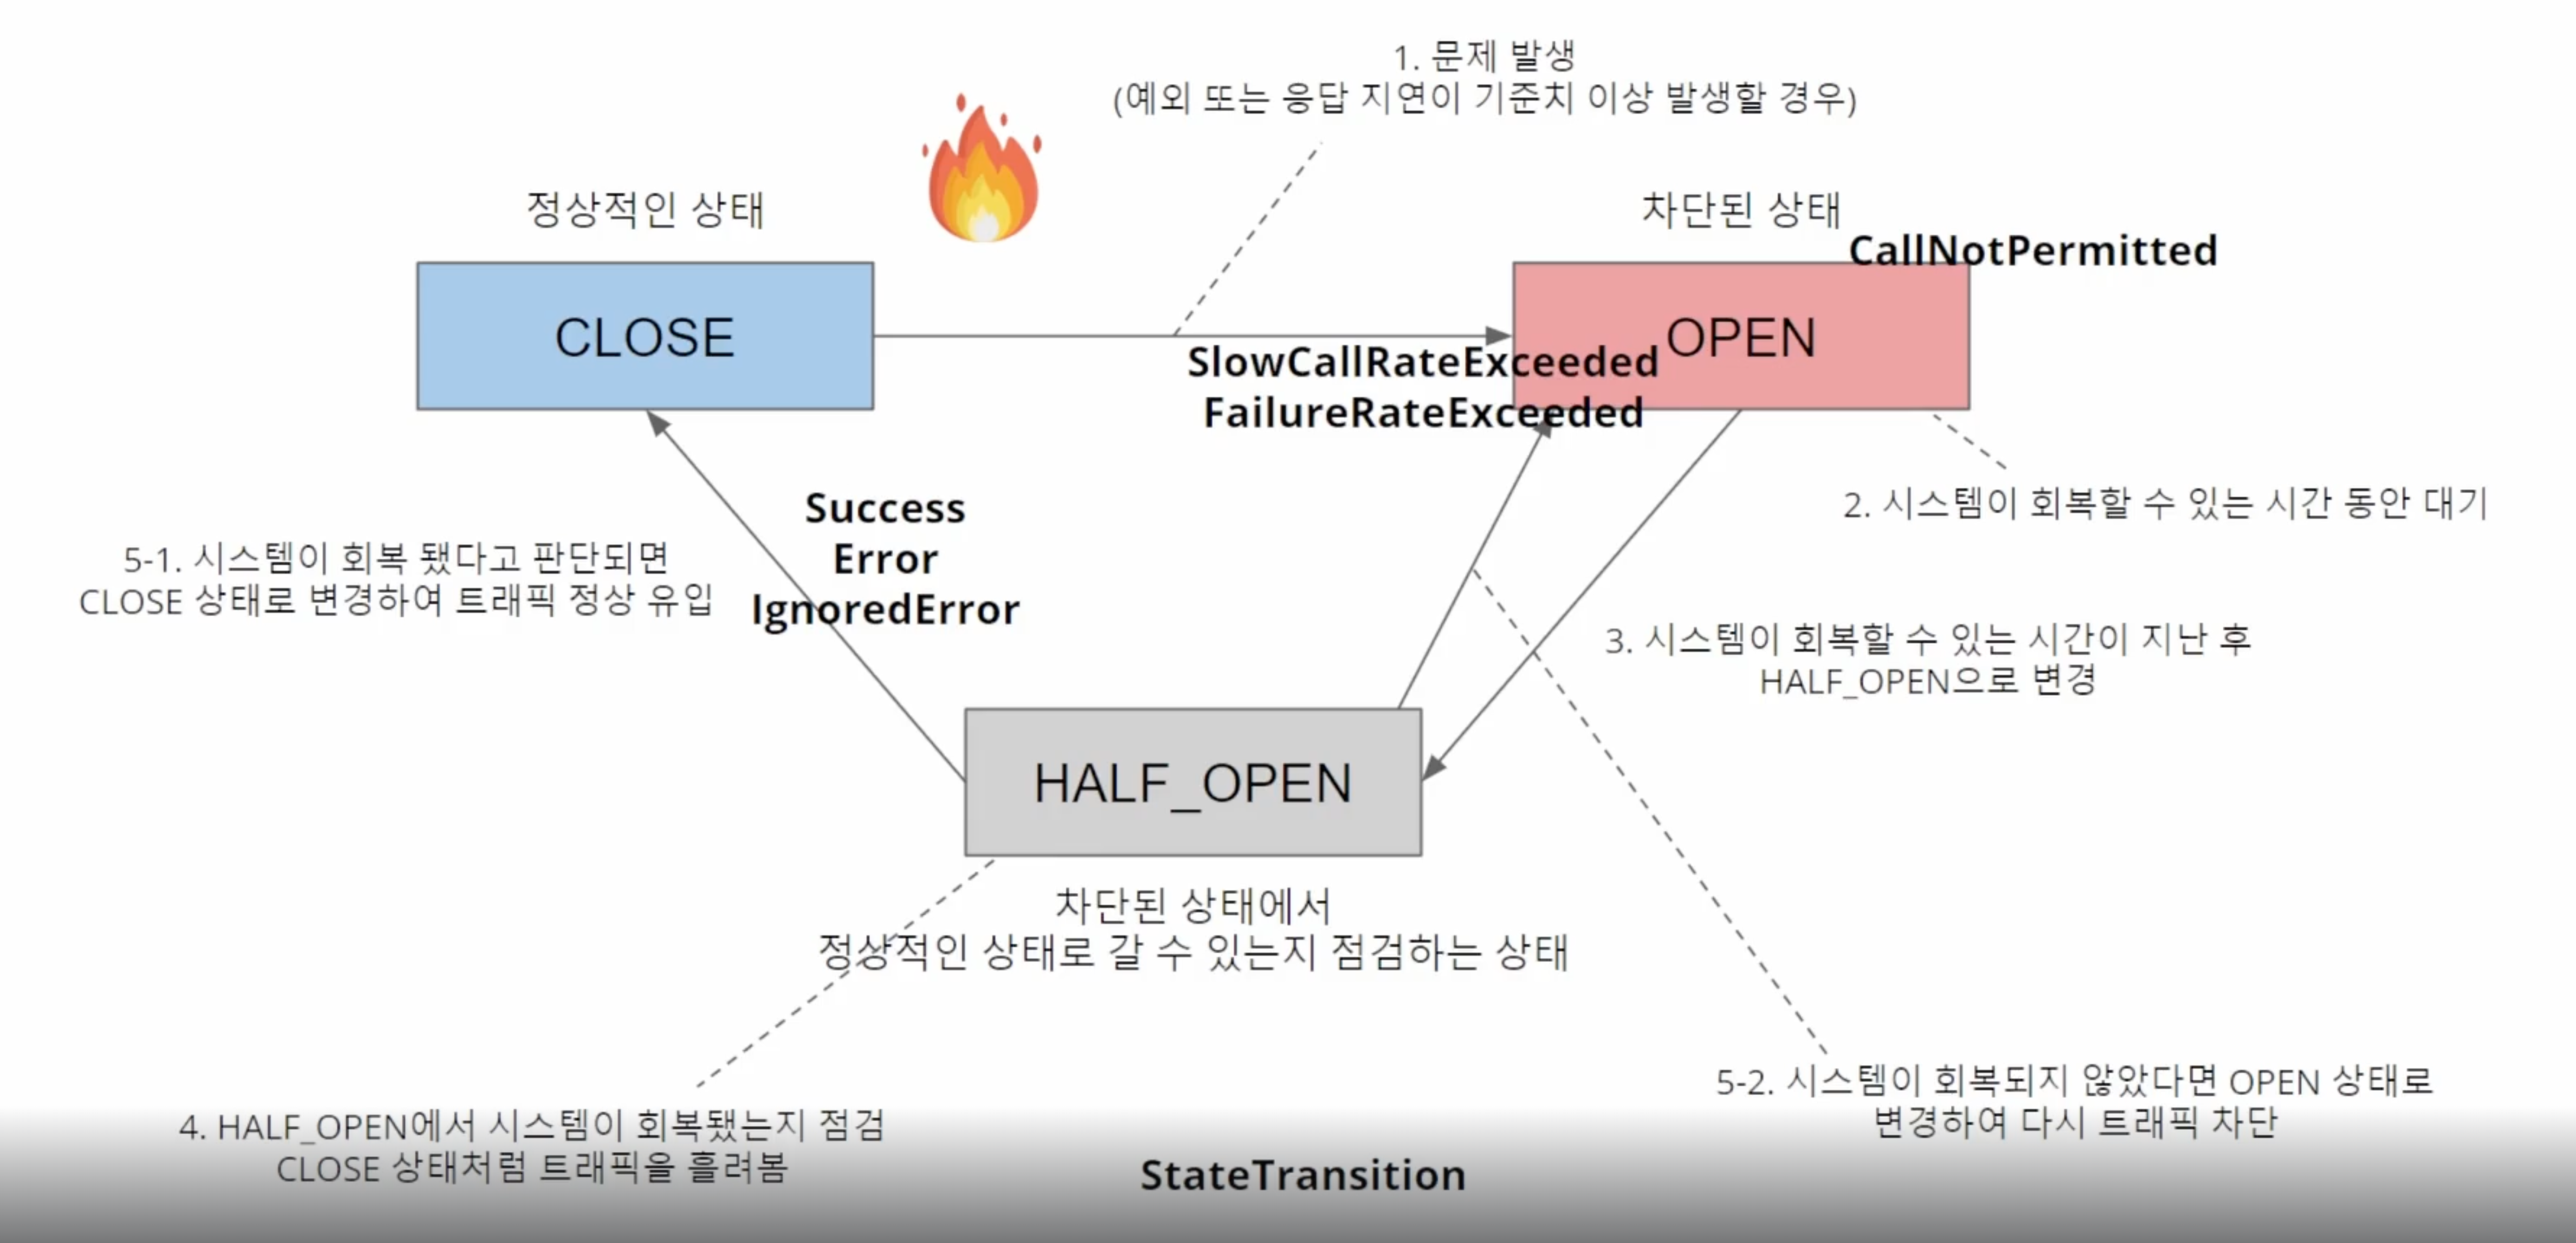 1. 문제 발생
(예외 또는 응답 지연이 기준치 이상 발생할 경우)
정상적인 상태
차단된 상태
CallNotPermitted
CLOSE
OPEN
SlowCallRateExceeded
FailureRateExceeded
2. 시스템이 회복할 수 있는 시간 동안 대기
Success
Error
IgnoredError
5-1. 시스템이 회복 됐다고 판단되면
CLOSE 상태로 변경하여 트래픽 정상 유입
3. 시스템이 회복할 수 있는 시간이 지난 후
HALF_OPEN으로 변경
HALF_OPEN
차단된 상태에서
정상적인 상태로 갈 수 있는지 점검하는 상태
5-2. 시스템이 회복되지 않았다면 OPEN 상태로
변경하여 다시 트래픽 차단
4. HALF_OPEN에서 시스템이 회복됐는지 점검
CLOSE 상태처럼 트래픽을 흘려봄
StateTransition